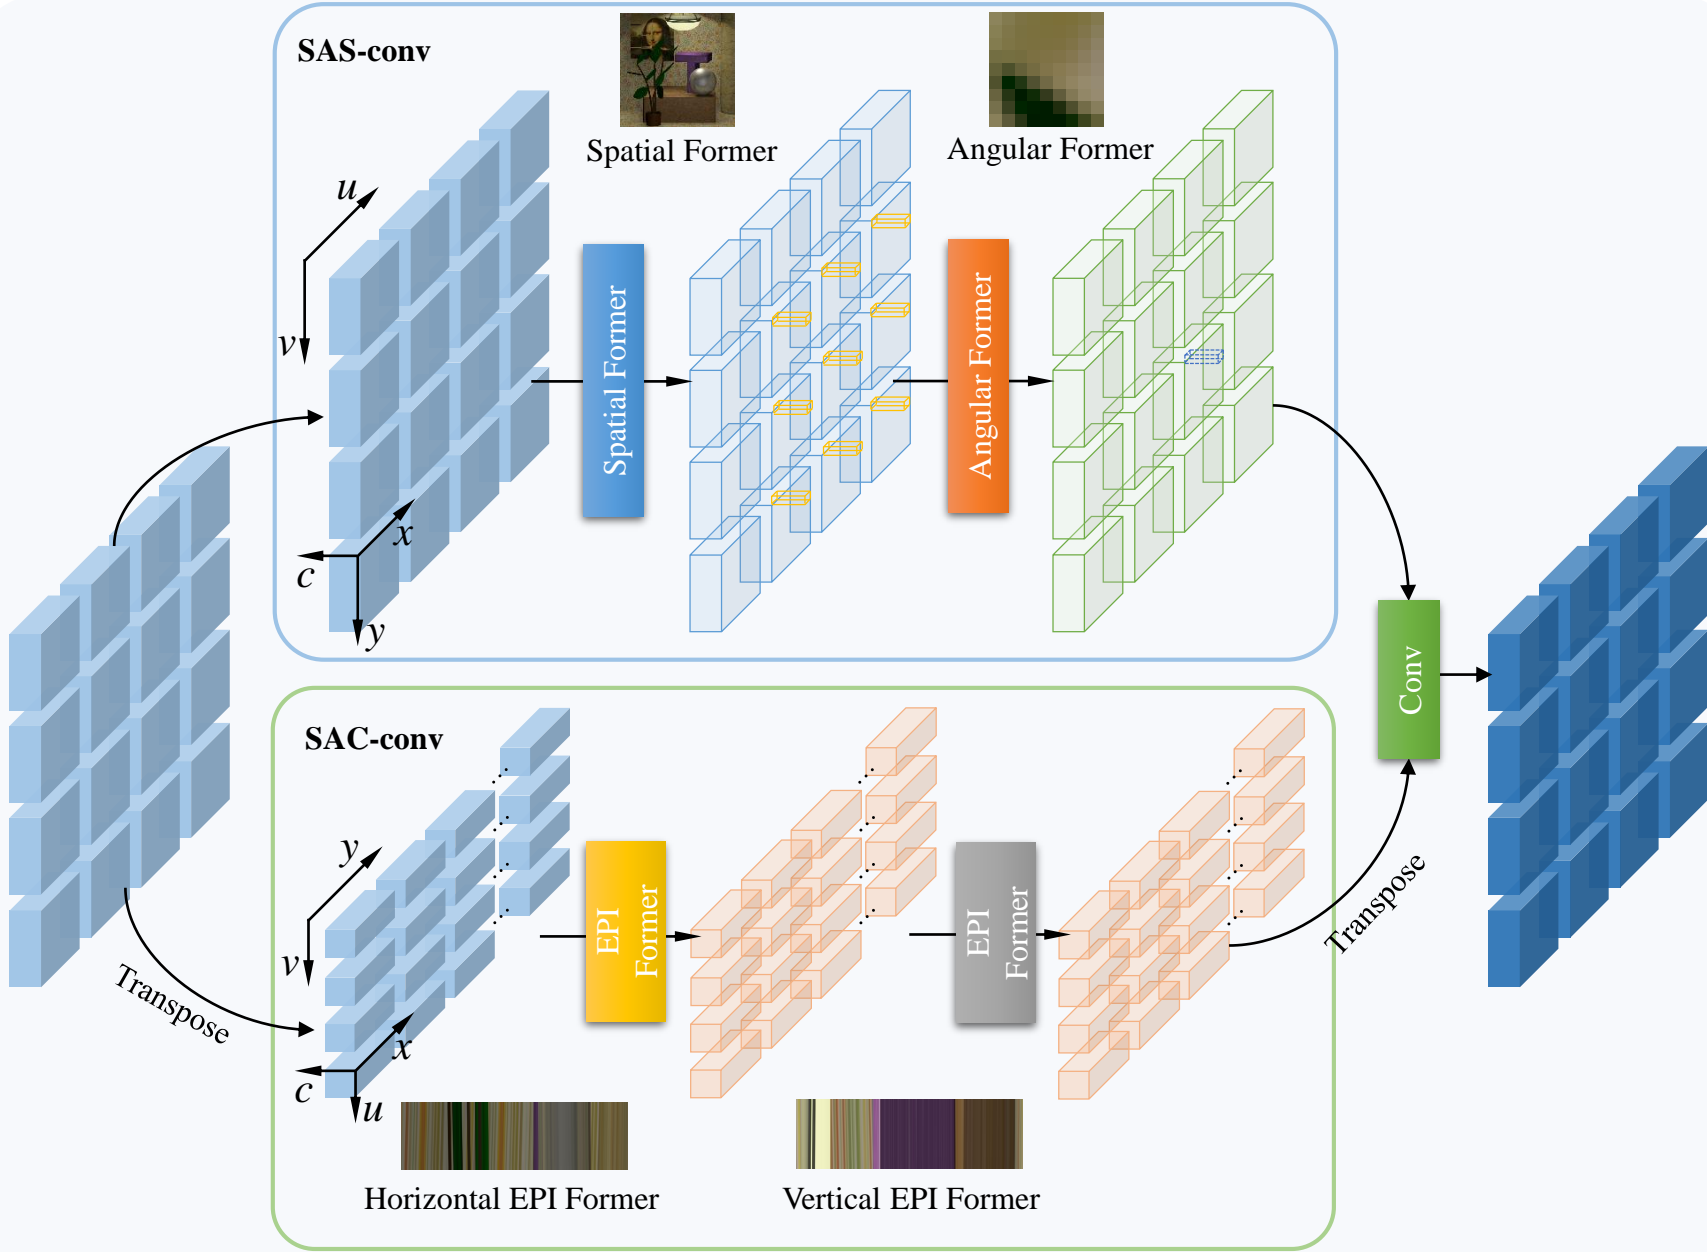 SAS-conv
Spatial Former
Angular Former
u
v
Spatial Former
Angular Former
x
c
y
Conv
SAC-conv
y
v
EPI
Former
EPI
Former
Transpose
Transpose
x
c
u
Horizontal EPI Former
Vertical EPI Former